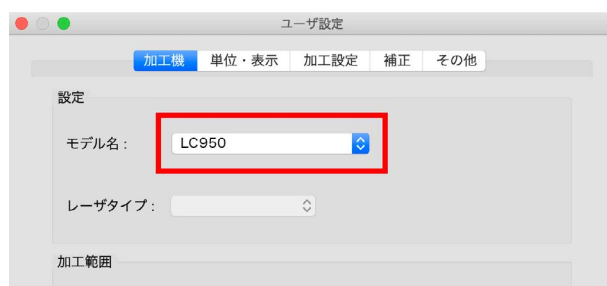 ユーザ設定
加工機 単位・表示 加工設定 補正 その他
設定
モデル名： LC950
レーザタイプ：
加工範囲